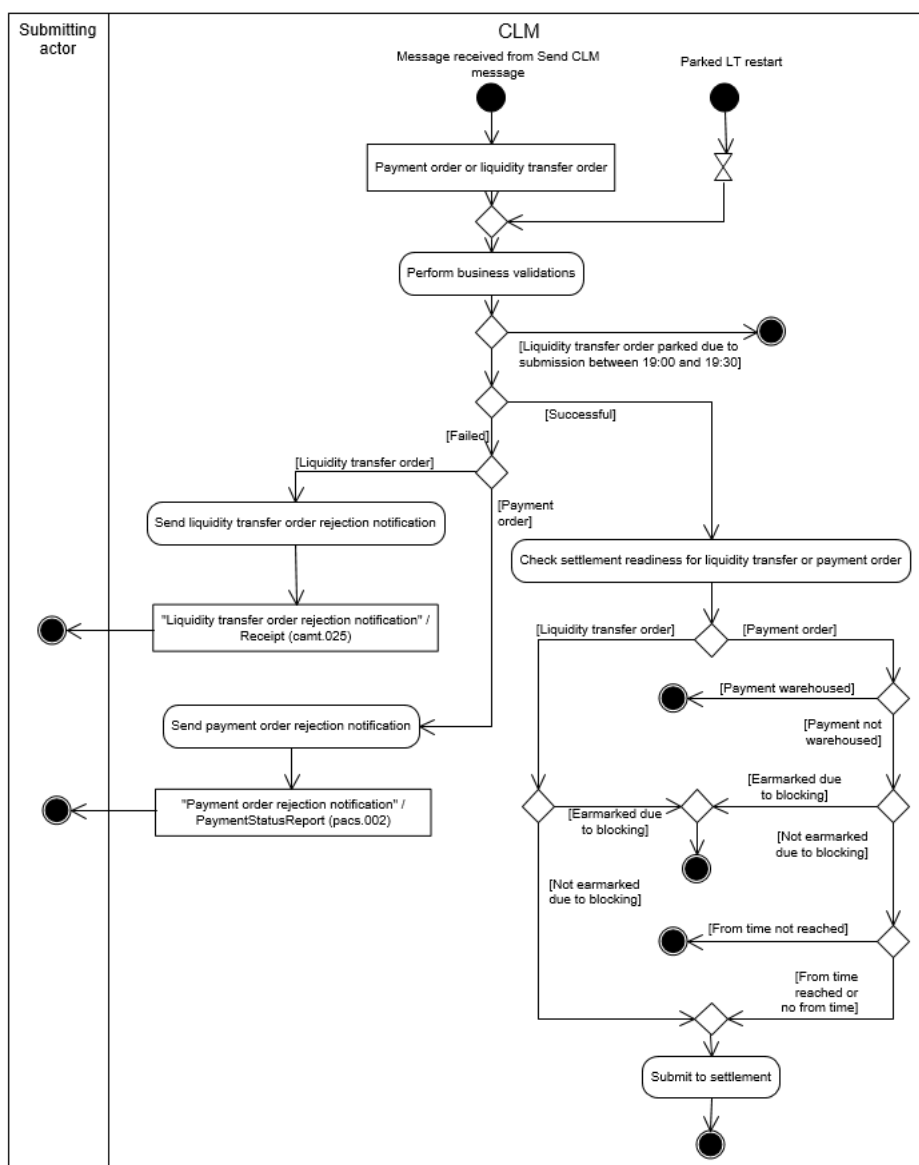 Submitting
actor
CLM
Message received from Send CLM
message
Parked LT restart
Payment order or liquidity transfer order
Perform business validations
[Liquidity transfer order parked due to
submission between 19:00 and 19:30]
[Successful]
[Failed]
[Liquidity transfer order]
[Payment
order]
Send liquidity transfer order rejection notification
Check settlement readiness for liquidity transfer or payment order
"Liquidity transfer order rejection notification" /
Receipt (camt.025)
[Liquidity transfer order]
[Payment order]
[Payment warehoused]
Send payment order rejection notification
[Payment not
warehoused]
"Payment order rejection notification" /
PaymentStatusReport (pacs.002)
[Earmarked due
to blocking]
[Earmarked due
to blocking]
[Not earmarked
due to blocking]
[Not earmarked
due to blocking]
[From time not reached]
[From time
reached or
no from time]
Submit to settlement